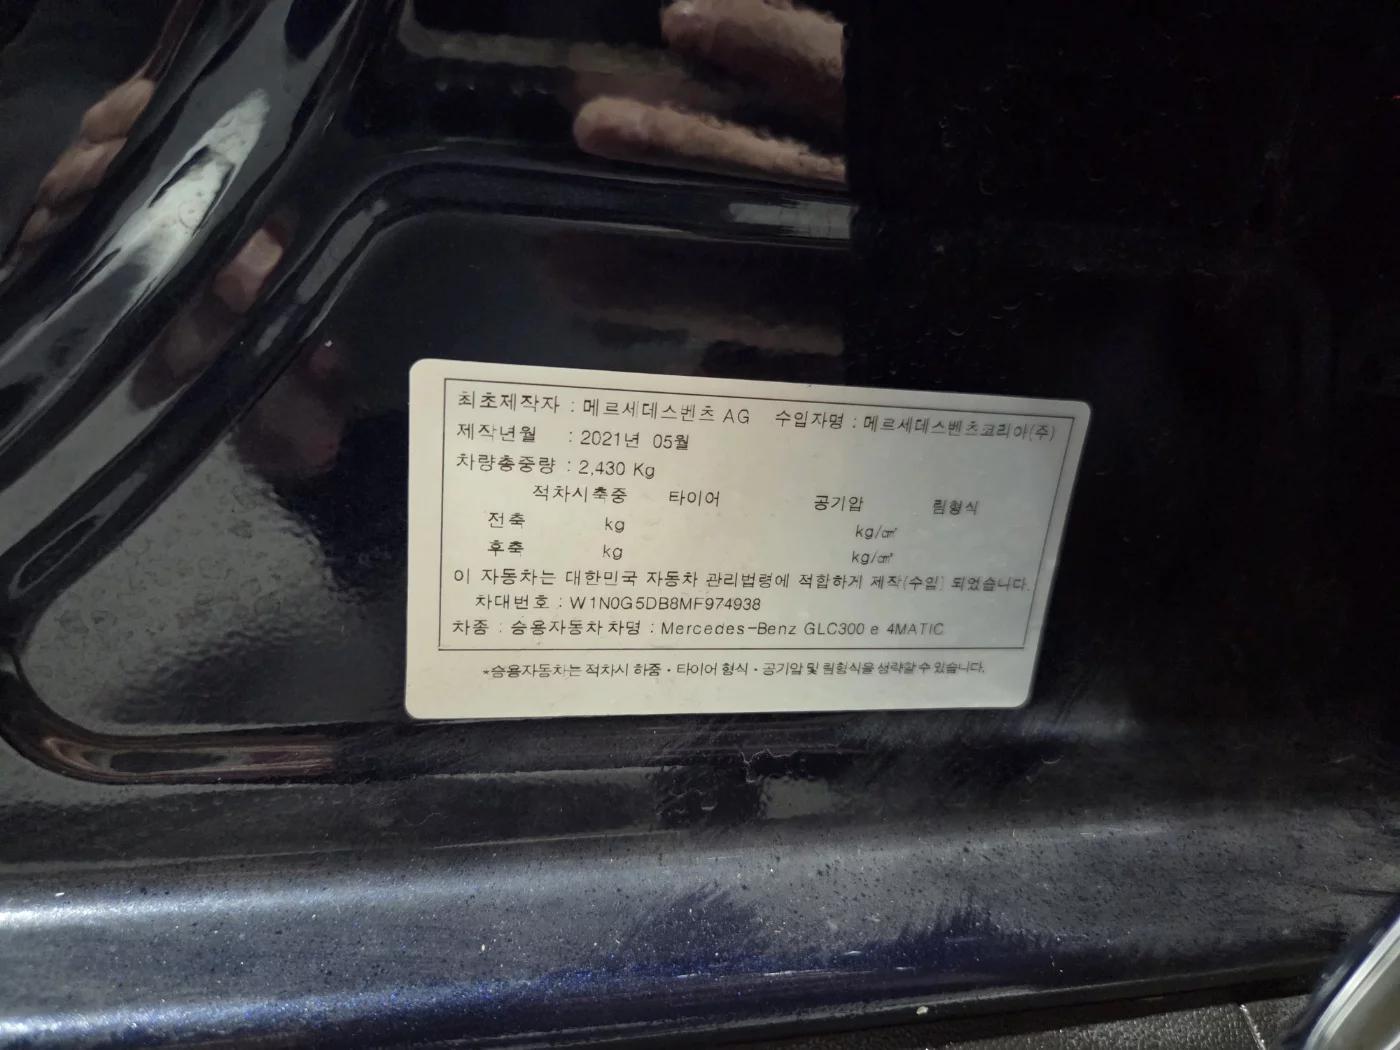 최초제작자 : 메르세데스벤츠 AG 수입자명 : 메르세데스벤츠코리아(주)
제작년월 : 2021년 05월
차량총중량 : 2,430 Kg
적차시축중 타이어 공기압 림형식
전축 kg kg/㎠
후축 kg kg/㎠
이 자동차는 대한민국 자동차 관리법령에 적합하게 제작(수입) 되었습니다.
차대번호 : W1N0G5DB8MF974938
차종 : 승용자동차 차명 : Mercedes-Benz GLC300 e 4MATIC
*승용자동차는 적차시 하중・타이어 형식・공기압 및 림형식을 생략할 수 있습니다.